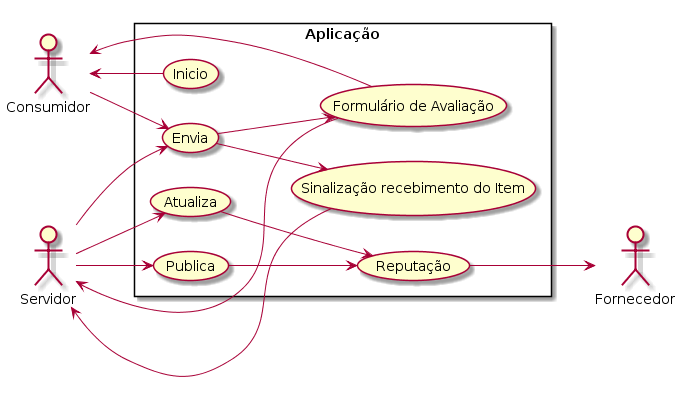 Aplicação
Consumidor
Inicio
Formulário de Avaliação
Envia
Sinalização recebimento do Item
Atualiza
Servidor
Publica
Reputação
Fornecedor